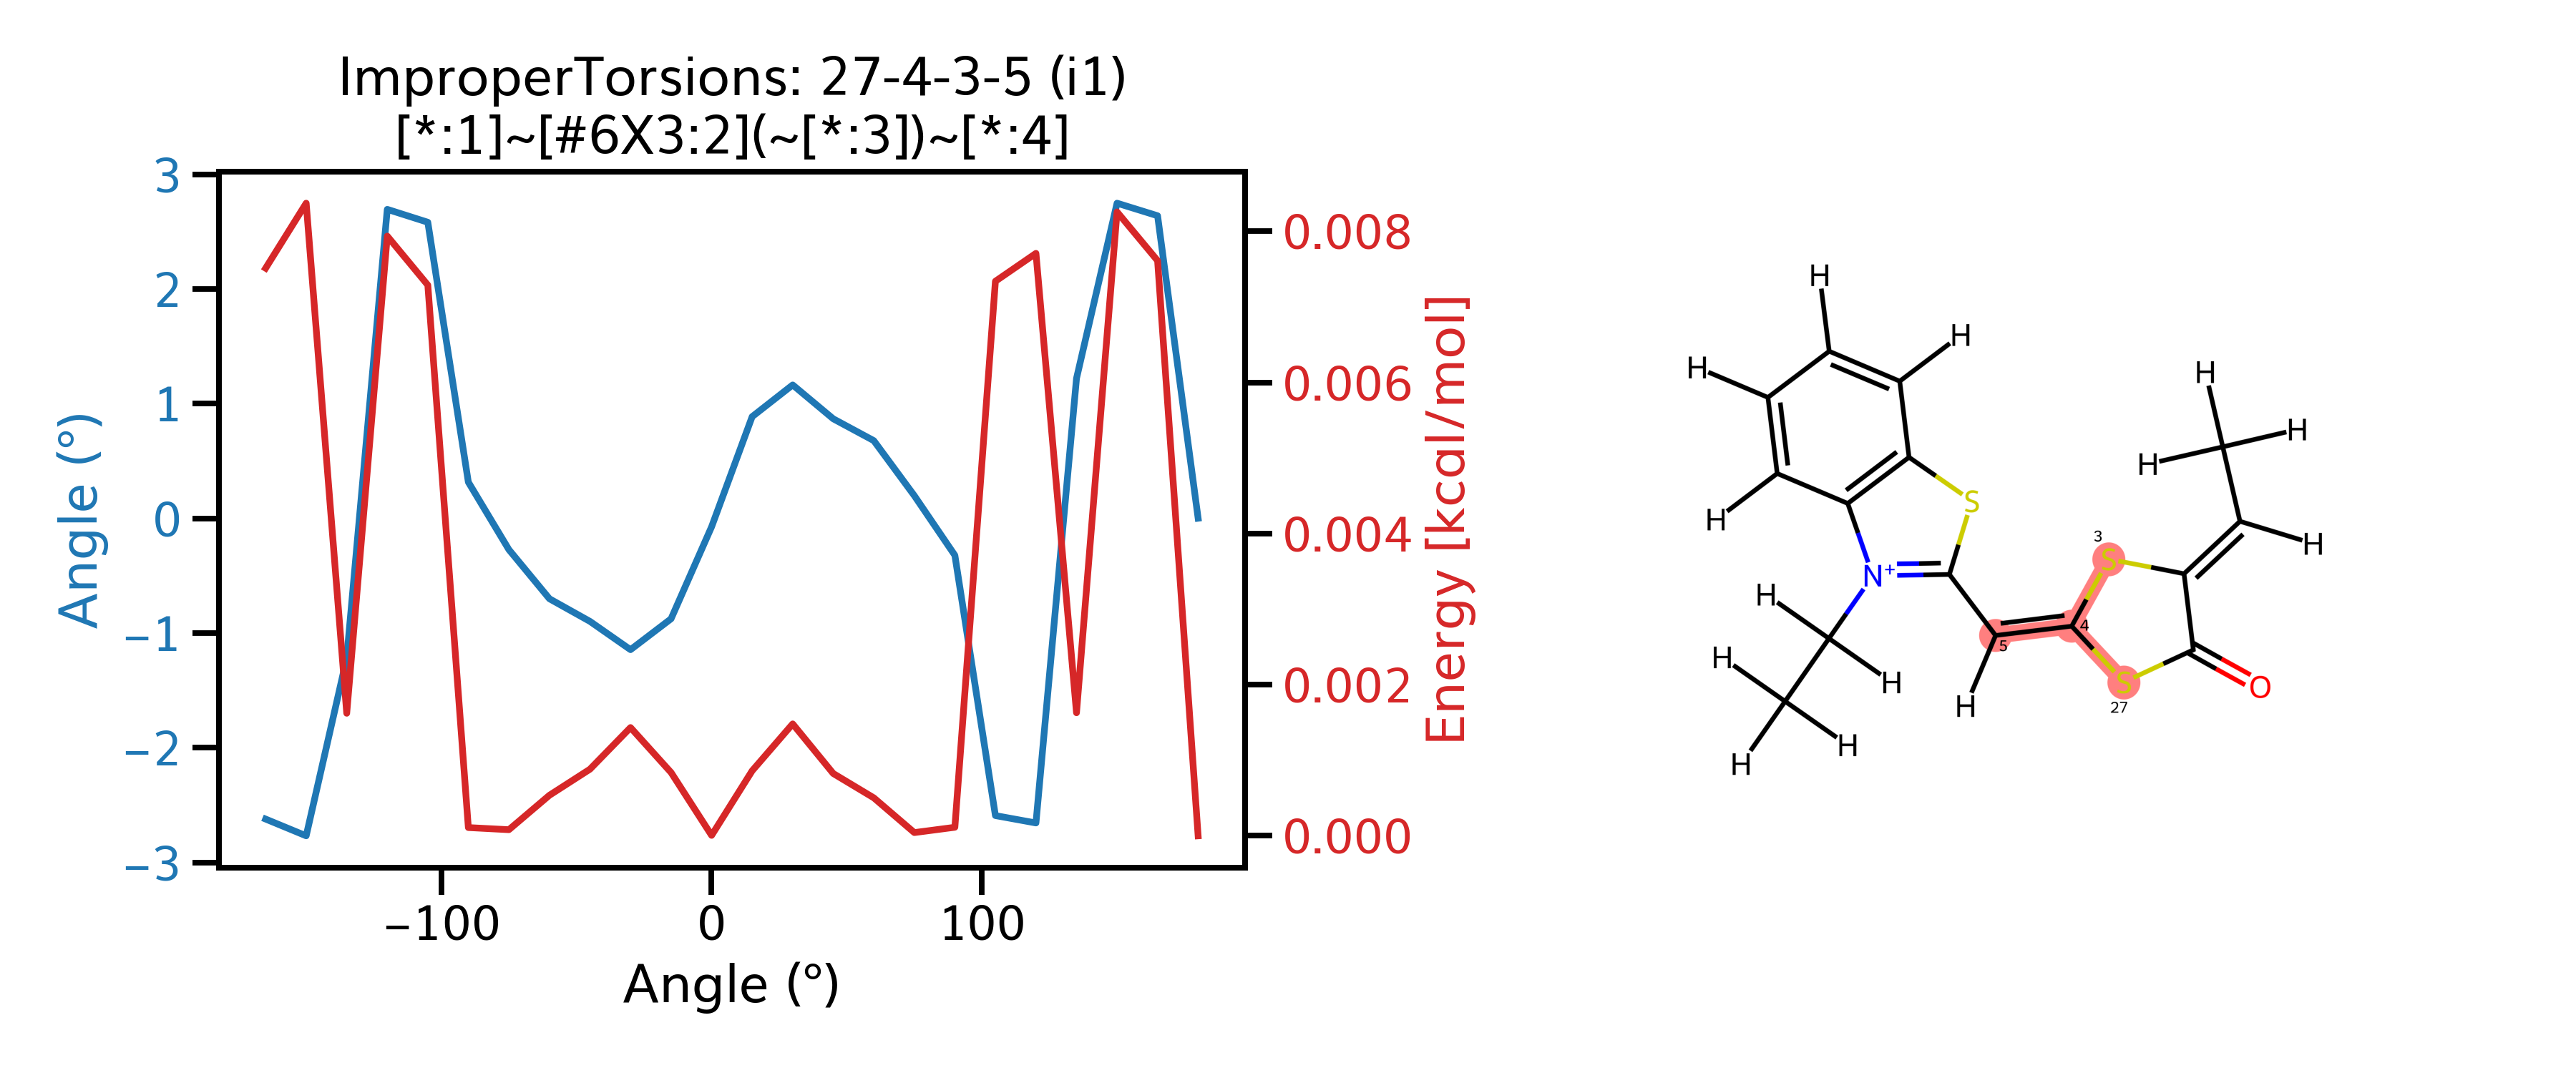 ImproperTorsions: 27-4-3-5 (i1)
[*:1]~[#6X3:2](~[*:3])~[*:4]
3
2
1
0
−1
−2
−3
Angle (°)
0.008
0.006
0.004
0.002
0.000
Energy [kcal/mol]
−100 0 100
Angle (°)
H
H
H
H
H
H
H
S
H
H
3
S
N+
H
4
5
H
H
S
O
27
H
H
H